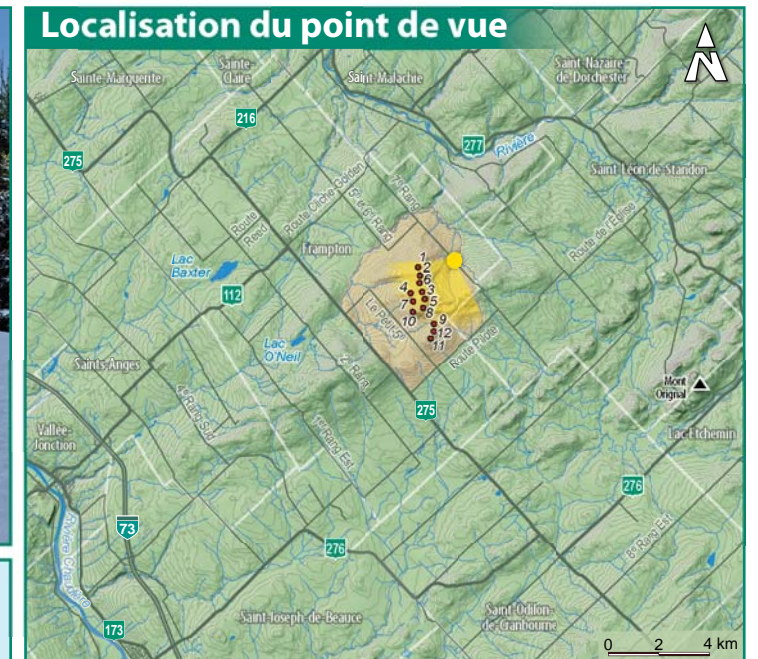 Localisation du point de vue
N
Sainte-Marguerite
Sainte-
Claire
Saint-Malachie
Saint-Nazaire-
de-Dorchester
216
275
277
Rivière
Saint-Léon-de-Standon
7e Rang
Route Cliche-Golden
5e et 6e Rang
Route
Reed
Route de l'Église
Frampton
Lac
Baxter
112
1
2
6
4
3
7
5
8
10
9
12
11
Le Petit-5e
Route Pilote
Lac
O'Neil
2e Rang
Saints-Anges
4e Rang Sud
1er Rang Est
275
Mont
Orignal
Vallée-
Jonction
Lac-Etchemin
276
73
Rivière Chaudière
276
8e Rang Est
Saint-Joseph-de-Beauce
Saint-Odilon-
de-Cranbourne
173
0 2 4 km